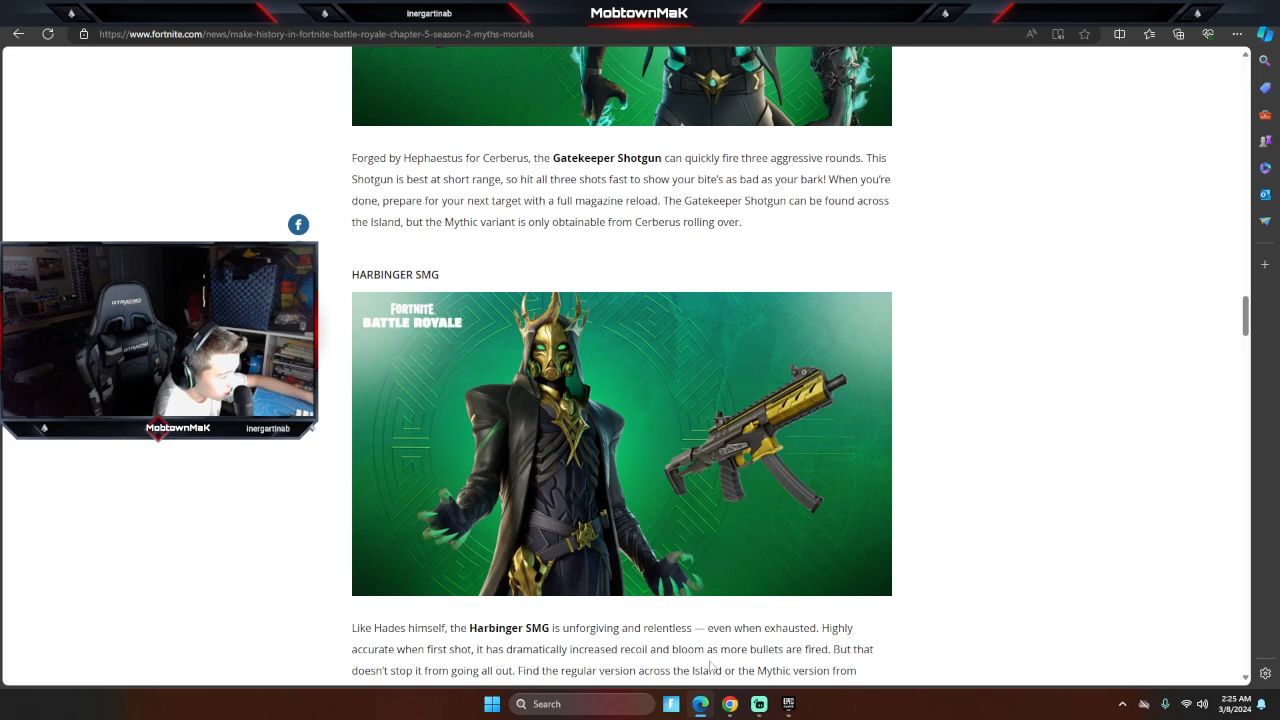 inergartinab
MobtownMaK
https://www.fortnite.com/news/make-history-in-fortnite-battle-royale-chapter-5-season-2-myths-mortals
Forged by Hephaestus for Cerberus, the Gatekeeper Shotgun can quickly fire three aggressive rounds. This
Shotgun is best at short range, so hit all three shots fast to show your bite's as bad as your bark! When you're
done, prepare for your next target with a full magazine reload. The Gatekeeper Shotgun can be found across
the Island, but the Mythic variant is only obtainable from Cerberus rolling over.
HARBINGER SMG
FORTNITE
BATTLE ROYALE
GTRACING
GTRACING
MobtownMaK
inergartinab
Like Hades himself, the Harbinger SMG is unforgiving and relentless — even when exhausted. Highly
accurate when first shot, it has dramatically increased recoil and bloom as more bullets are fired. But that
doesn't stop it from going all out. Find the regular version across the Island or the Mythic version from
Search
EPIC GAMES
2:25 AM
3/8/2024